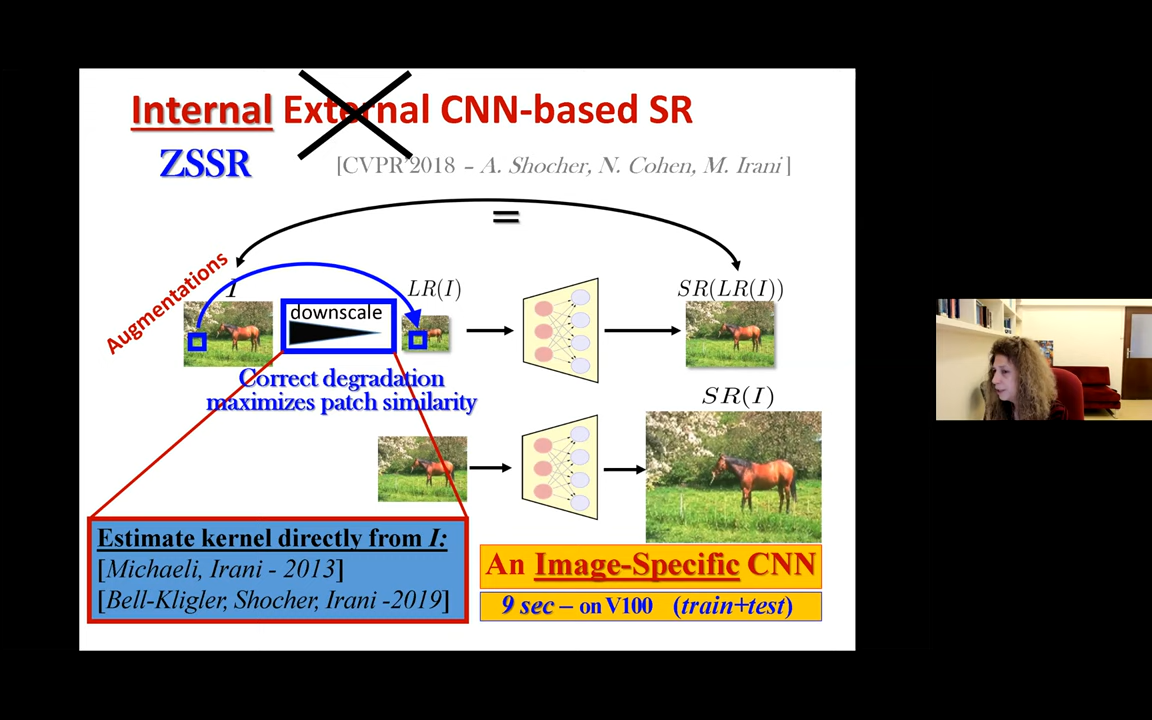 Internal External CNN-based SR
ZSSR
[CVPR'2018 – A. Shocher, N. Cohen, M. Irani ]
=
Augmentations
I
LR(I)
SR(LR(I))
downscale
Correct degradation
maximizes patch similarity
SR(I)
Estimate kernel directly from I:
[Michaeli, Irani - 2013]
[Bell-Kligler, Shocher, Irani -2019]
An Image-Specific CNN
9 sec – on V100 (train+test)